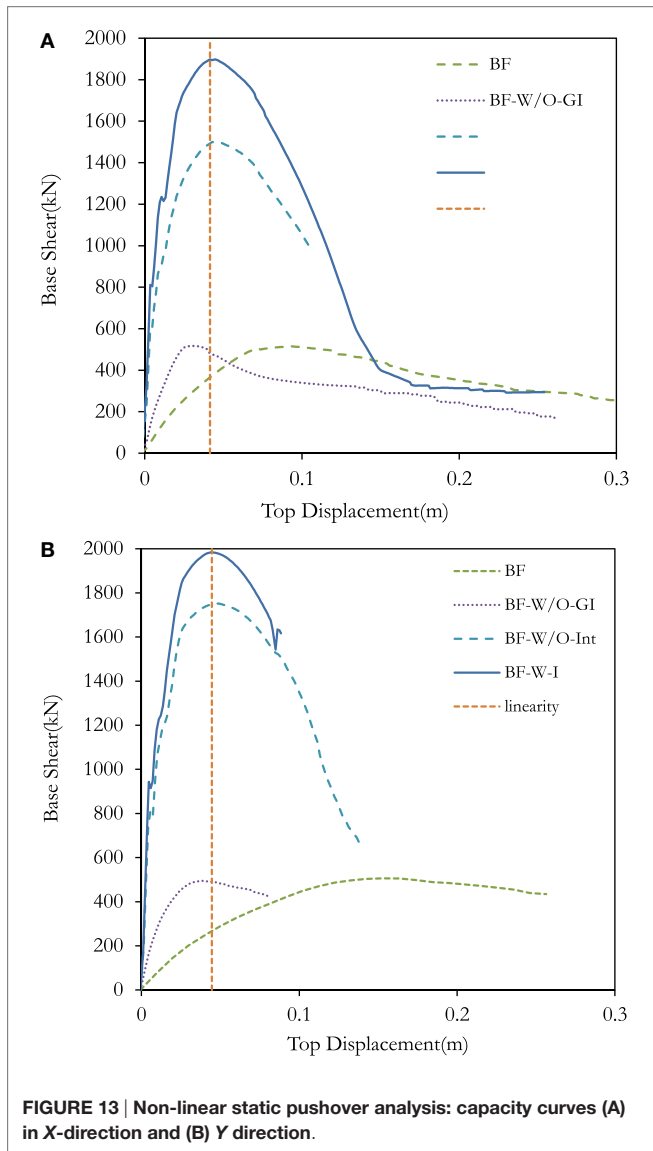 A
2000
1800
1600
1400
1200
1000
800
600
400
200
0
Base Shear(kN)
BF
BF-W/O-GI
0
0.1
0.2
0.3
Top Displacement(m)
B
2000
1800
1600
1400
1200
1000
800
600
400
200
0
Base Shear(kN)
BF
BF-W/O-GI
BF-W/O-Int
BF-W-I
linearity
0
0.1
0.2
0.3
Top Displacement(m)
FIGURE 13 | Non-linear static pushover analysis: capacity curves (A)
in X-direction and (B) Y direction.